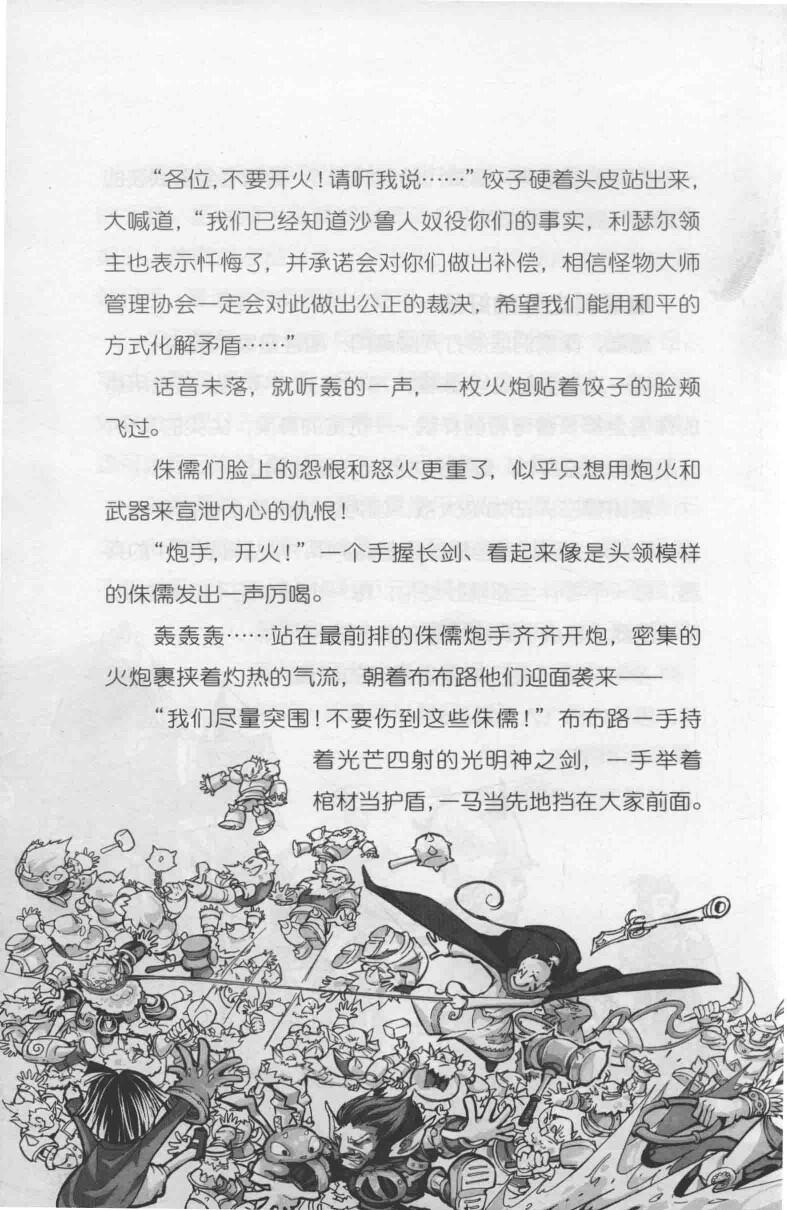 “各位，不要开火！请听我说……”饺子硬着头皮站出来，
大喊道，“我们已经知道沙鲁人奴役你们的事实，利瑟尔领
主也表示忏悔了，并承诺会对你们做出补偿，相信怪物大师
管理协会一定会对此做出公正的裁决，希望我们能用和平的
方式化解矛盾……”
话音未落，就听轰的一声，一枚火炮贴着饺子的脸颊
飞过。
侏儒们脸上的怨恨和怒火更重了，似乎只想用炮火和
武器来宣泄内心的仇恨！
“炮手，开火！”一个手握长剑、看起来像是头领模样
的侏儒发出一声厉喝。
轰轰轰……站在最前排的侏儒炮手齐齐开炮，密集的
火炮裹挟着灼热的气流，朝着布布路他们迎面袭来——
“我们尽量突围！不要伤到这些侏儒！”布布路一手持
着光芒四射的光明神之剑，一手举着
棺材当护盾，一马当先地挡在大家前面。